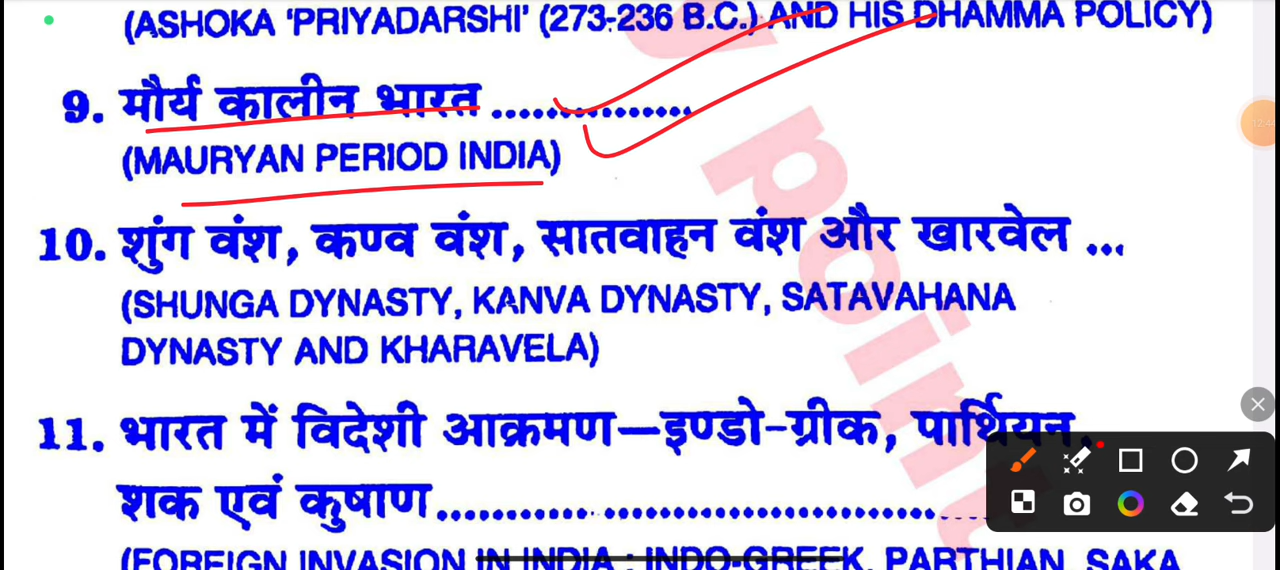 (ASHOKA 'PRIYADARSHI' (273-236 B.C.) AND HIS DHAMMA POLICY)
9. मौर्य कालीन भारत ...............
(MAURYAN PERIOD INDIA)
10. शुंग वंश, कण्व वंश, सातवाहन वंश और खारवेल ...
(SHUNGA DYNASTY, KANVA DYNASTY, SATAVAHANA
DYNASTY AND KHARAVELA)
11. भारत में विदेशी आक्रमण—इण्डो-ग्रीक, पार्थियन,
शक एवं कुषाण..........................................
(FOREIGN INVASION IN INDIA : INDO-GREEK, PARTHIAN, SAKA
y point